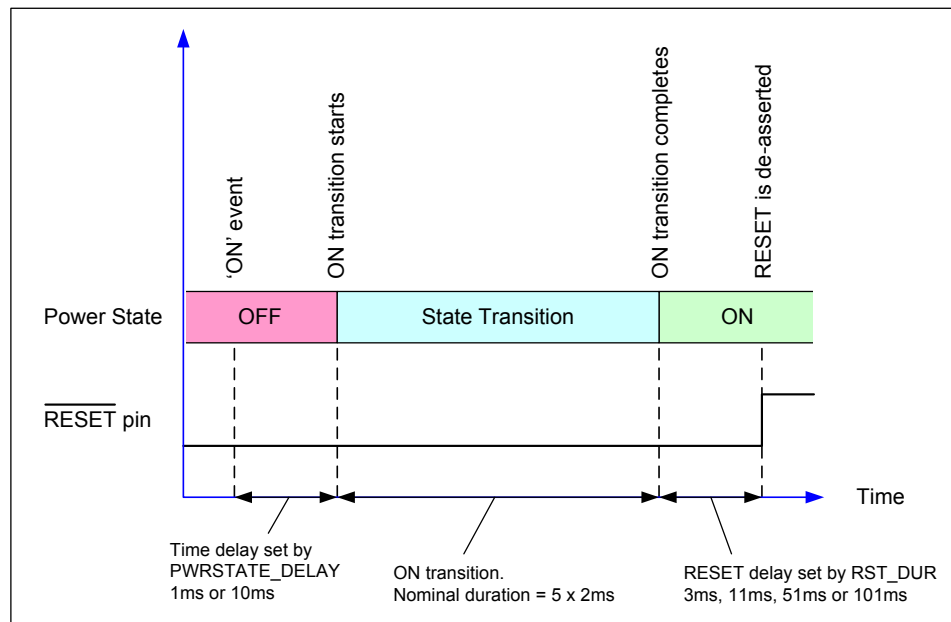 'ON' event
ON transition starts
ON transition completes
RESET is de-asserted
Power State
OFF
State Transition
ON
RESET pin
Time
Time delay set by
PWRSTATE_DELAY
1ms or 10ms
ON transition.
Nominal duration = 5 x 2ms
RESET delay set by RST_DUR
3ms, 11ms, 51ms or 101ms